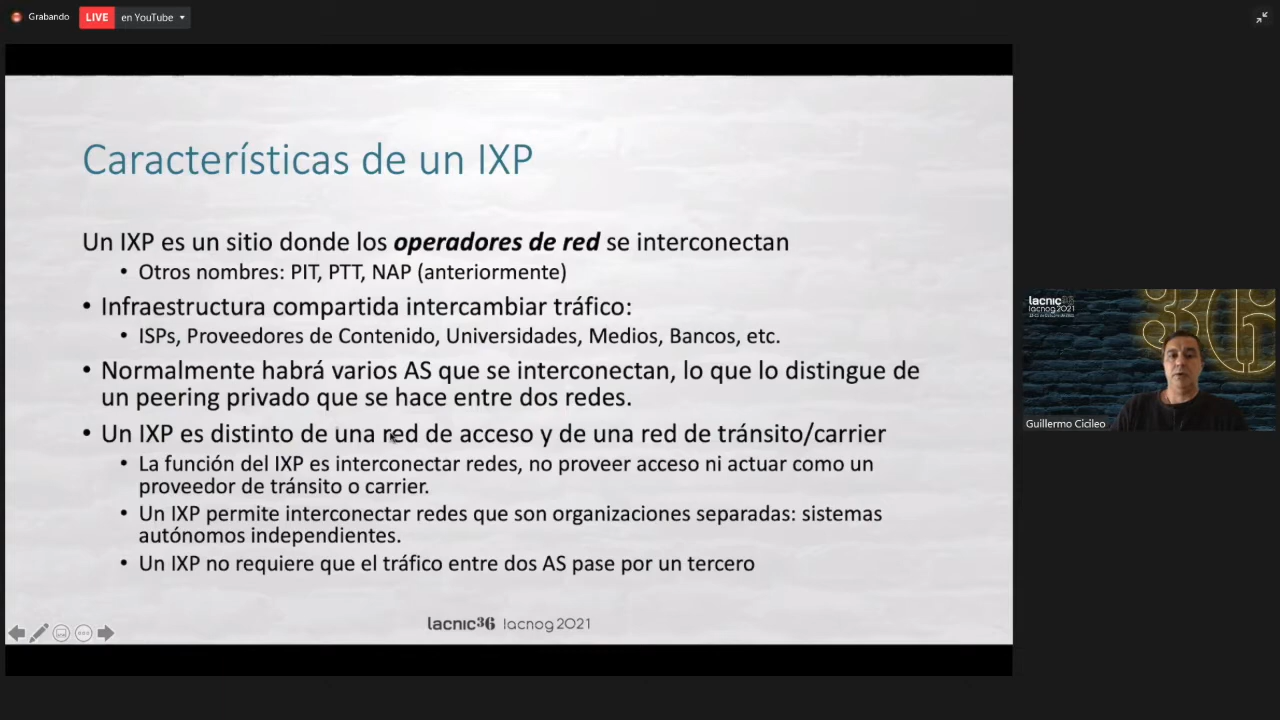 Grabando
LIVE en YouTube
Características de un IXP
Un IXP es un sitio donde los operadores de red se interconectan
• Otros nombres: PIT, PTT, NAP (anteriormente)
• Infraestructura compartida intercambiar tráfico:
• ISPs, Proveedores de Contenido, Universidades, Medios, Bancos, etc.
• Normalmente habrá varios AS que se interconectan, lo que lo distingue de
un peering privado que se hace entre dos redes.
• Un IXP es distinto de una red de acceso y de una red de tránsito/carrier
• La función del IXP es interconectar redes, no proveer acceso ni actuar como un
proveedor de tránsito o carrier.
• Un IXP permite interconectar redes que son organizaciones separadas: sistemas
autónomos independientes.
• Un IXP no requiere que el tráfico entre dos AS pase por un tercero
lacnic36 lacnog2021
lacnic36
lacnog2021
36
Guillermo Cicileo